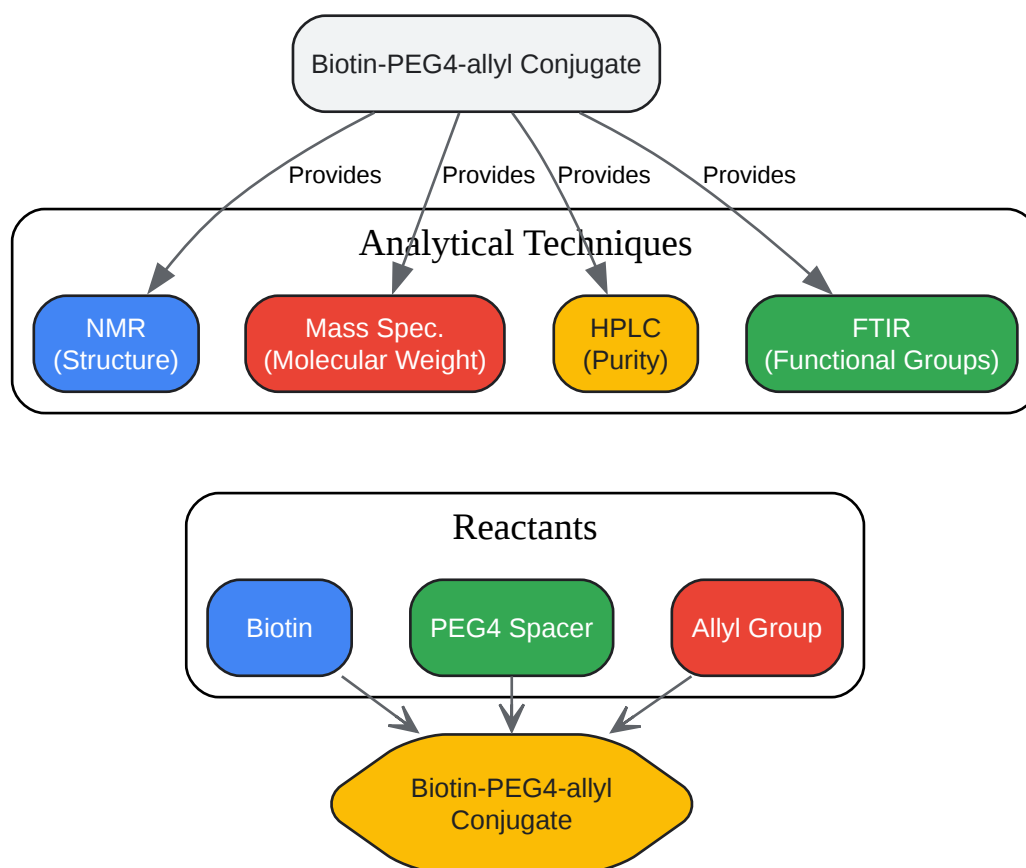 Biotin-PEG4-allyl Conjugate
Provides Provides Provides Provides
Analytical Techniques
NMR
(Structure)
Mass Spec.
(Molecular Weight)
HPLC
(Purity)
FTIR
(Functional Groups)
Reactants
Biotin
PEG4 Spacer
Allyl Group
Biotin-PEG4-allyl
Conjugate